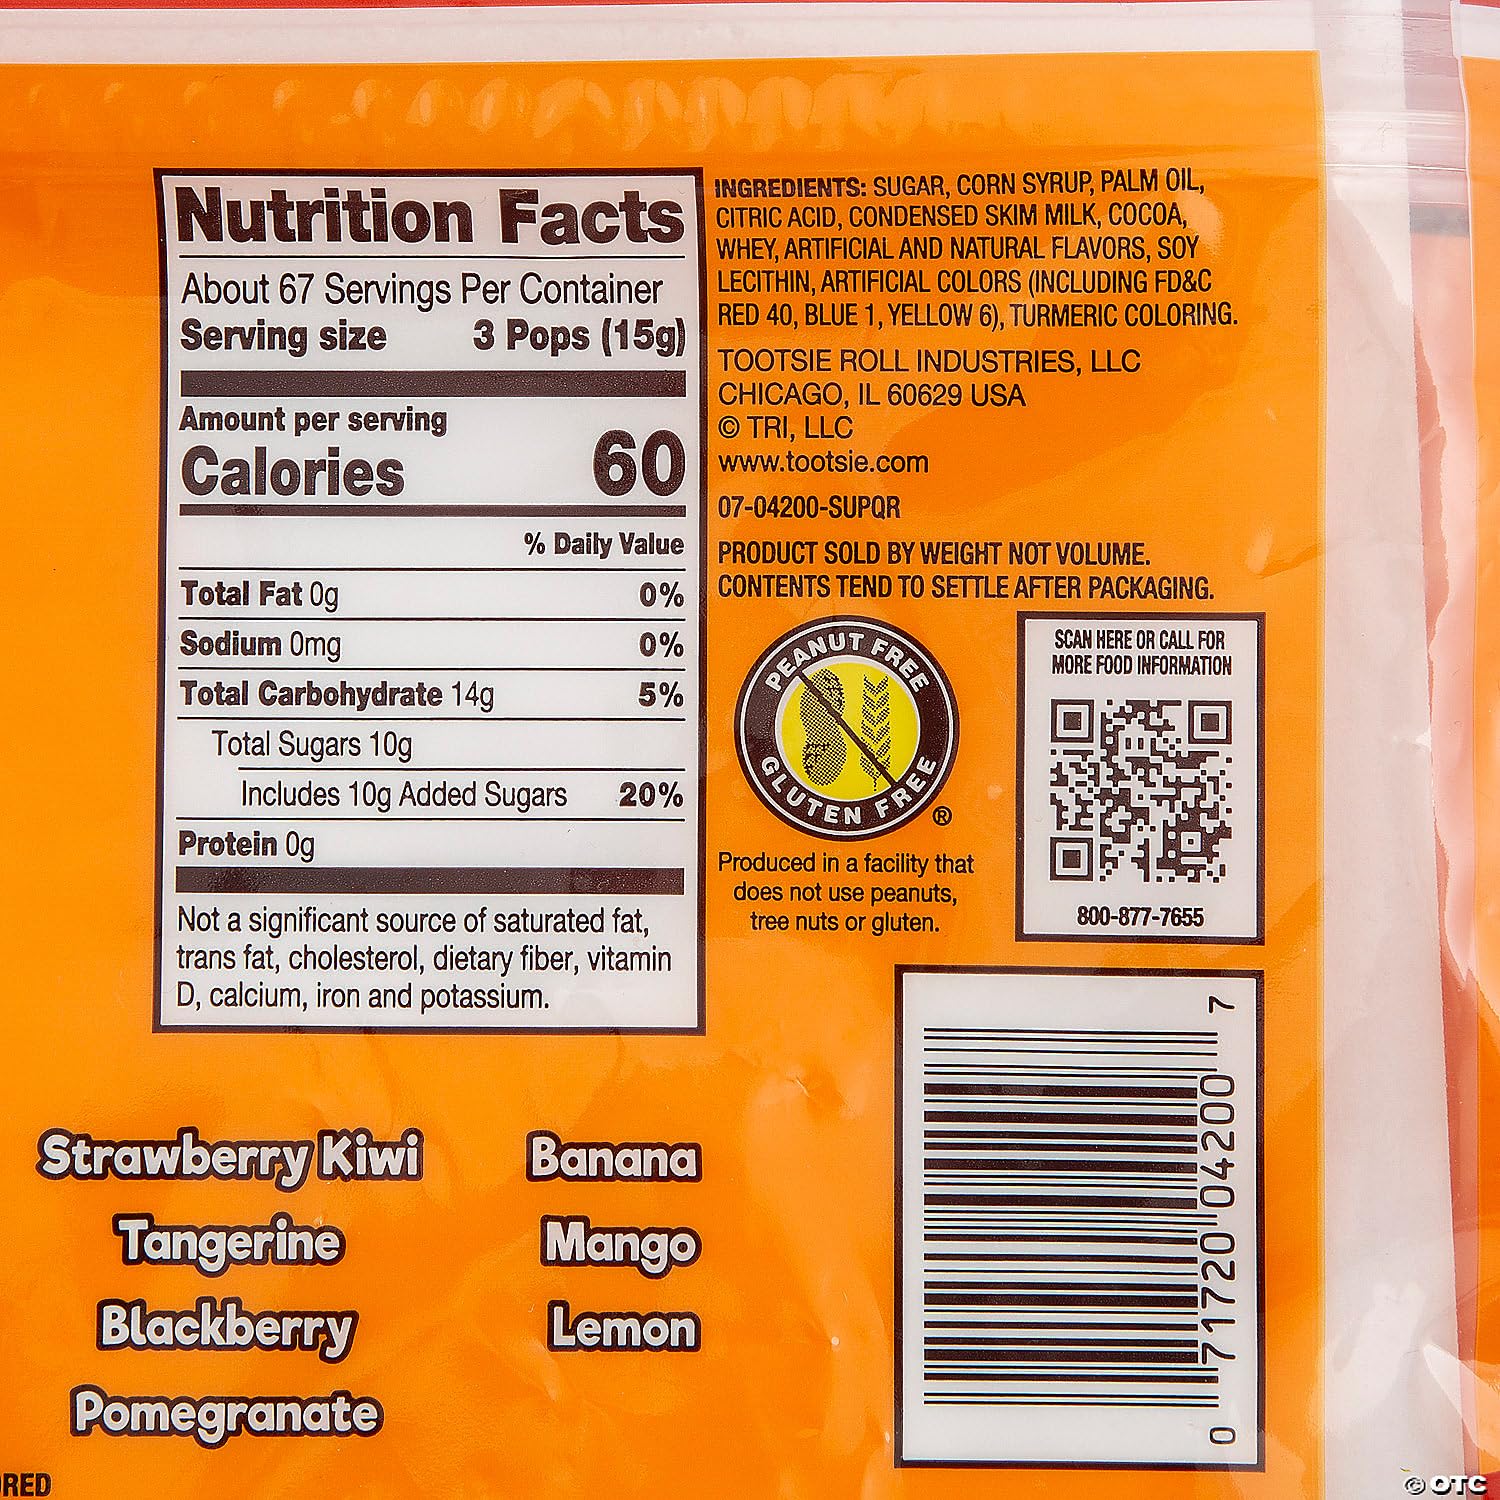 Nutrition Facts
About 67 Servings Per Container
Serving size 3 Pops (15g)
Amount per serving
Calories 60
% Daily Value
Total Fat 0g 0%
Sodium 0mg 0%
Total Carbohydrate 14g 5%
Total Sugars 10g
Includes 10g Added Sugars 20%
Protein 0g
Not a significant source of saturated fat,
trans fat, cholesterol, dietary fiber, vitamin
D, calcium, iron and potassium.
INGREDIENTS: SUGAR, CORN SYRUP, PALM OIL,
CITRIC ACID, CONDENSED SKIM MILK, COCOA,
WHEY, ARTIFICIAL AND NATURAL FLAVORS, SOY
LECITHIN, ARTIFICIAL COLORS (INCLUDING FD&C
RED 40, BLUE 1, YELLOW 6), TURMERIC COLORING.
TOOTSIE ROLL INDUSTRIES, LLC
CHICAGO, IL 60629 USA
© TRI, LLC
www.tootsie.com
07-04200-SUPQR
PRODUCT SOLD BY WEIGHT NOT VOLUME.
CONTENTS TEND TO SETTLE AFTER PACKAGING.
PEANUT FREE
GLUTEN FREE
®
Produced in a facility that
does not use peanuts,
tree nuts or gluten.
SCAN HERE OR CALL FOR
MORE FOOD INFORMATION
800-877-7655
0 71720 04200 7
Strawberry Kiwi
Tangerine
Blackberry
Pomegranate
Banana
Mango
Lemon
© OTC